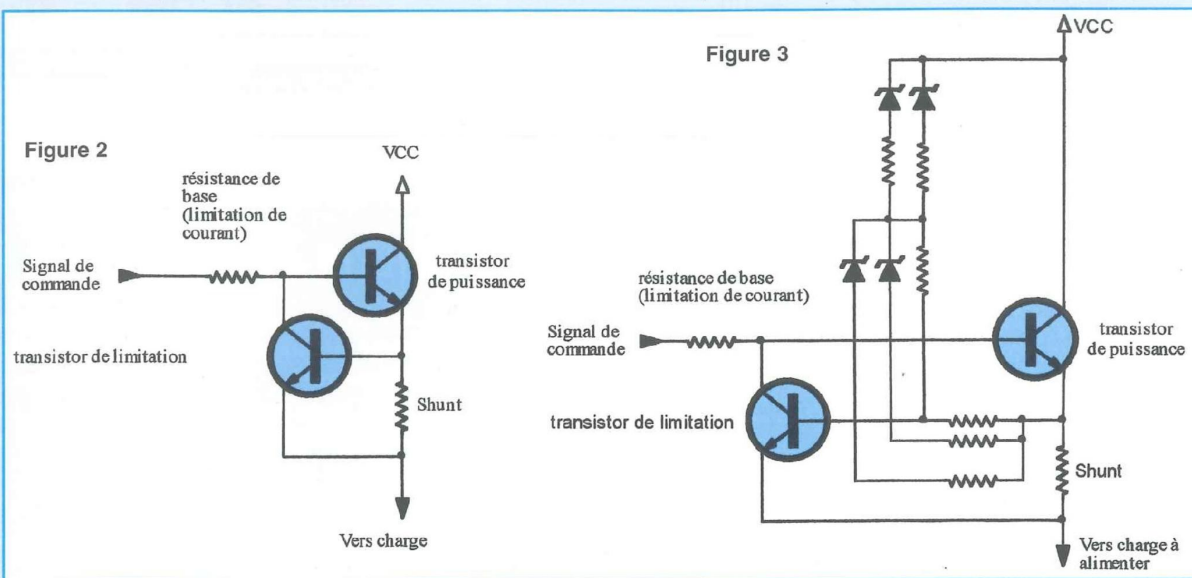 Figure 2
VCC
résistance de
base
(limitation de
courant)
Signal de
commande
transistor
de puissance
transistor de limitation
Shunt
Vers charge
Figure 3
VCC
résistance de base
(limitation de courant)
Signal de
commande
transistor
de puissance
transistor de limitation
Shunt
Vers charge à
alimenter